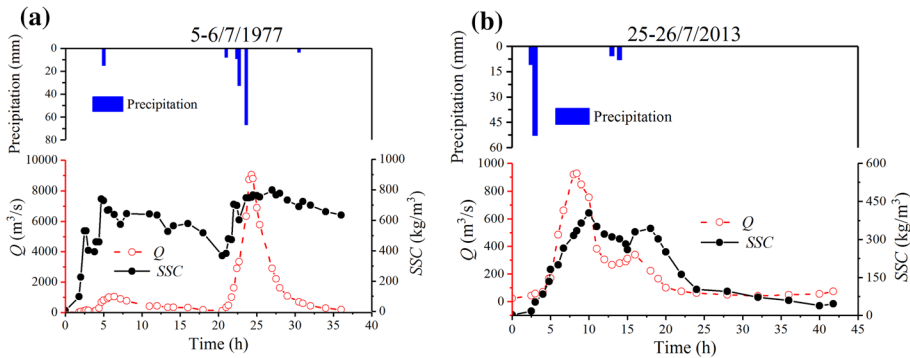 (a)
5-6/7/1977
Precipitation (mm)
0
20
40
60
80
Precipitation
Q (m³/s)
10000
8000
6000
4000
2000
0
SSC (kg/m³)
1000
800
600
400
200
0
Q
SSC
0 5 10 15 20 25 30 35 40
Time (h)
(b)
25-26/7/2013
Precipitation (mm)
0
15
30
45
60
Precipitation
Q (m³/s)
1000
800
600
400
200
0
SSC (kg/m³)
600
450
300
150
0
Q
SSC
0 5 10 15 20 25 30 35 40 45
Time (h)